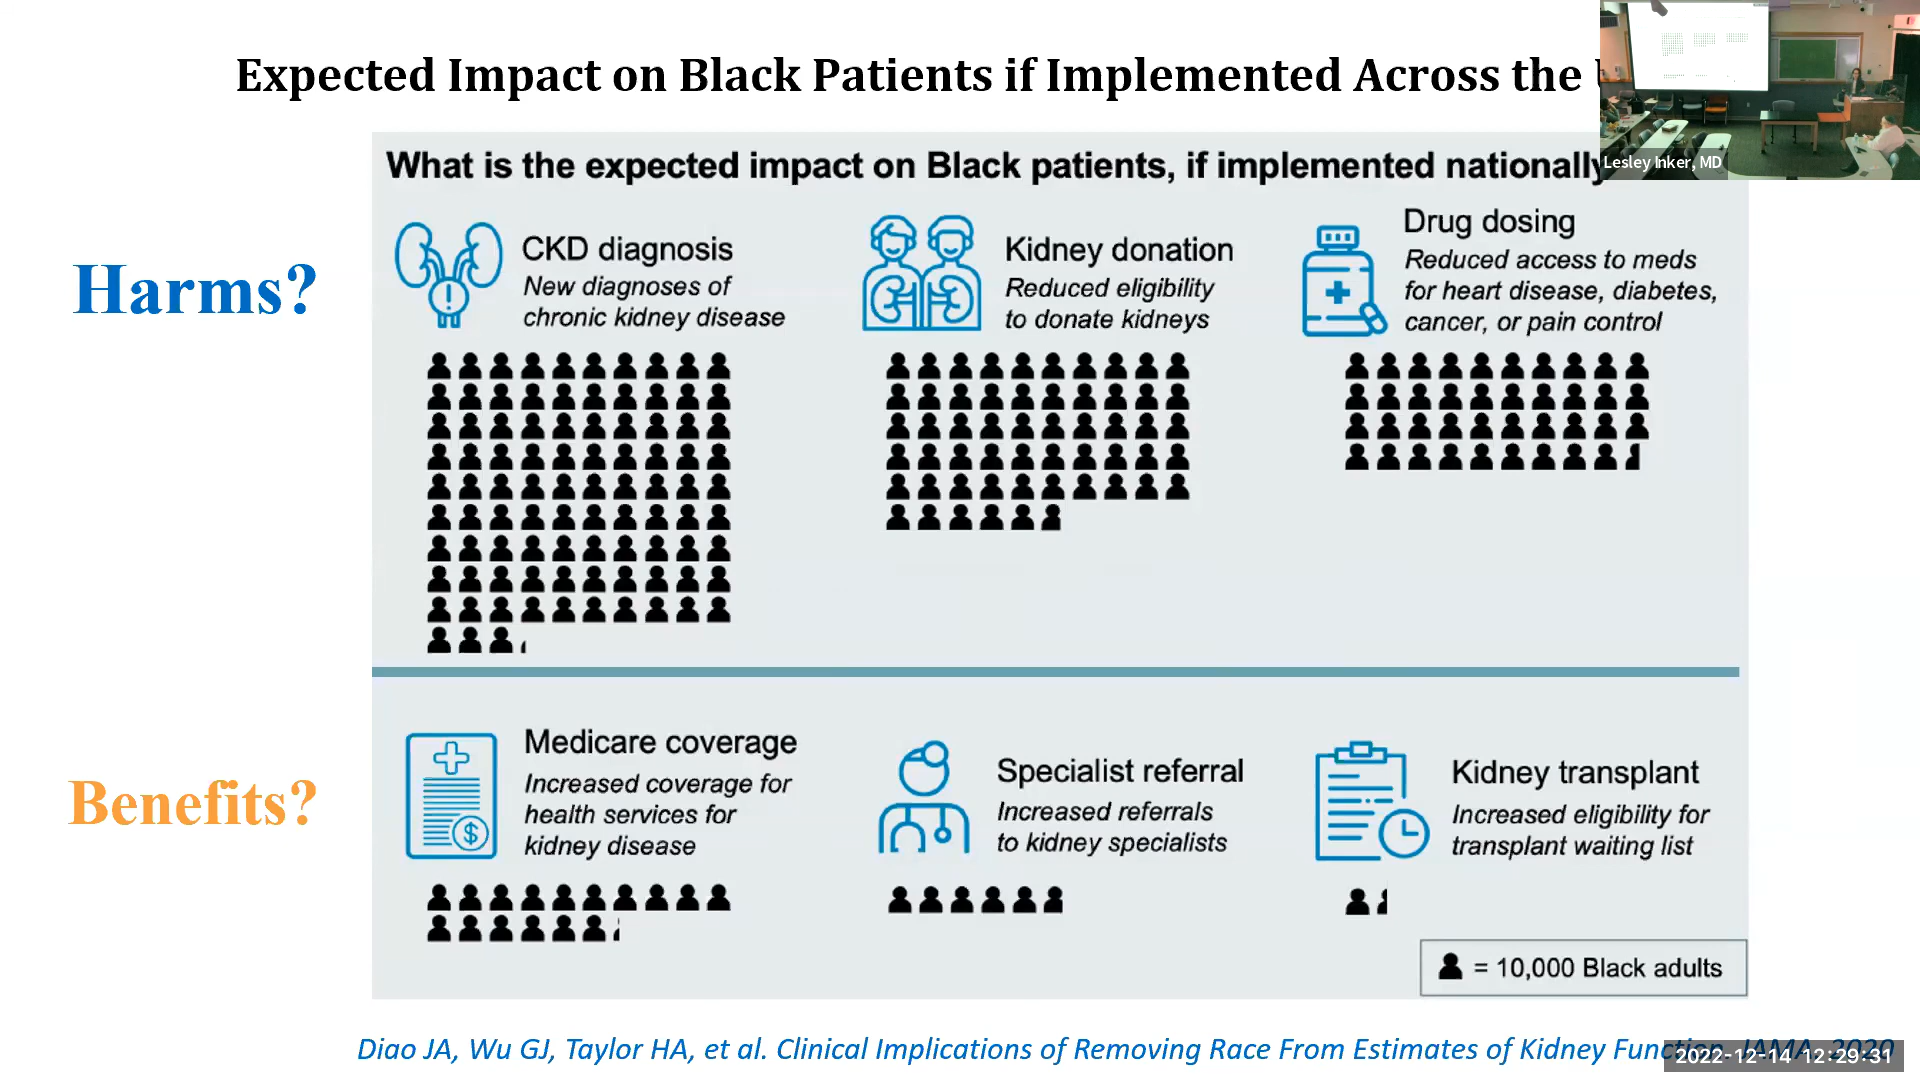 Expected Impact on Black Patients if Implemented Across the
Lesley Inker, MD
What is the expected impact on Black patients, if implemented nationally
Harms?
CKD diagnosis
New diagnoses of
chronic kidney disease
Kidney donation
Reduced eligibility
to donate kidneys
Drug dosing
Reduced access to meds
for heart disease, diabetes,
cancer, or pain control
Benefits?
Medicare coverage
Increased coverage for
health services for
kidney disease
$
Specialist referral
Increased referrals
to kidney specialists
Kidney transplant
Increased eligibility for
transplant waiting list
= 10,000 Black adults
Diao JA, Wu GJ, Taylor HA, et al. Clinical Implications of Removing Race From Estimates of Kidney Function. JAMA, 2020
2022-12-14 12:29:31